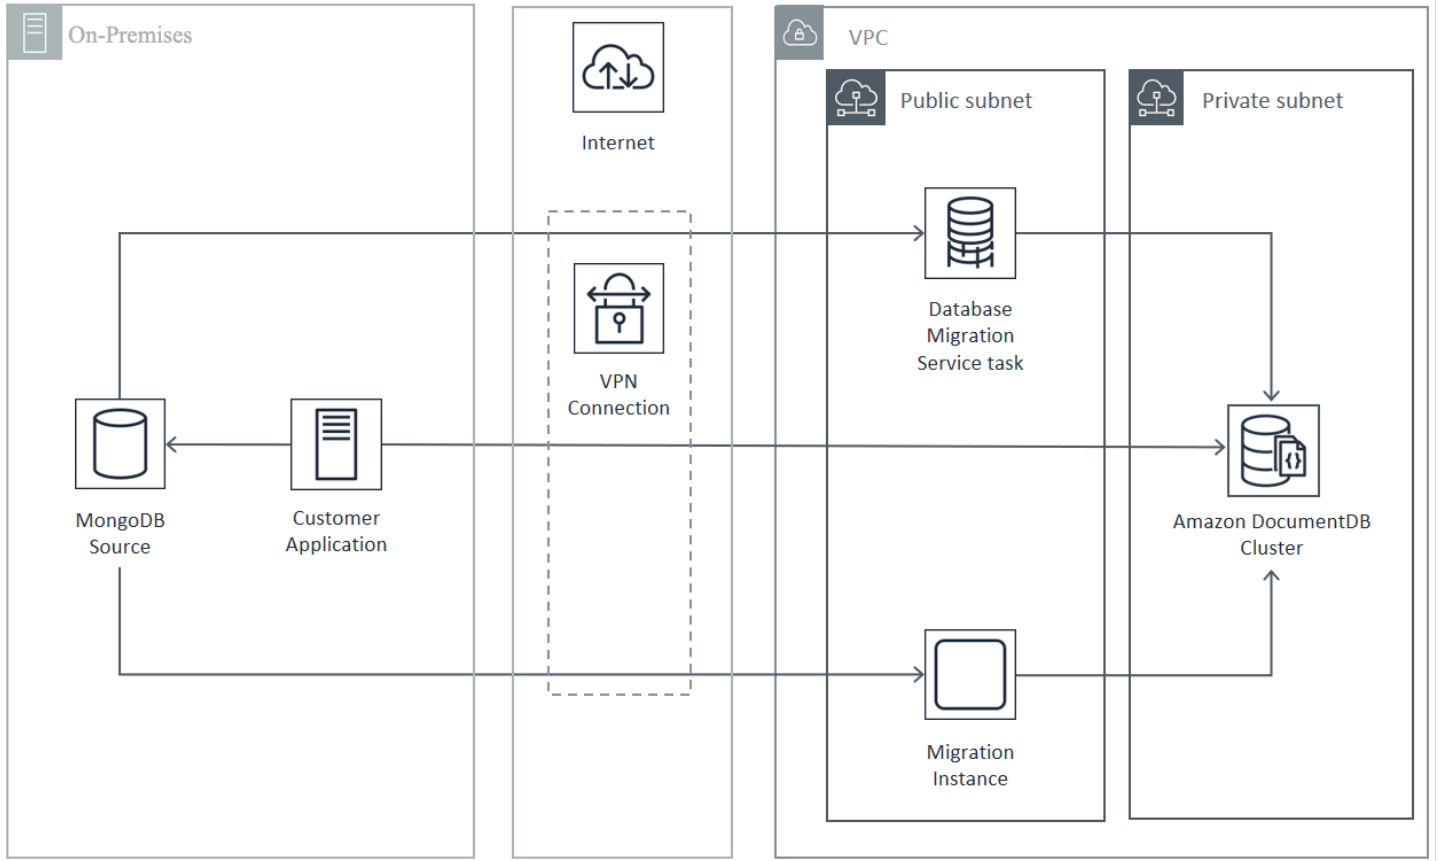 On-Premises
Internet
VPC
Public subnet
Private subnet
Database
Migration
Service task
VPN
Connection
MongoDB
Source
Customer
Application
Amazon DocumentDB
Cluster
Migration
Instance